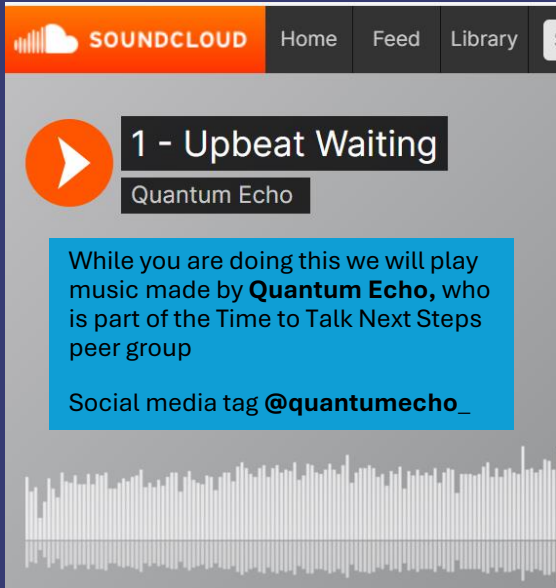 SOUNDCLOUD Home Feed Library
1 - Upbeat Waiting
Quantum Echo
While you are doing this we will play
music made by Quantum Echo, who
is part of the Time to Talk Next Steps
peer group
Social media tag @quantumecho_